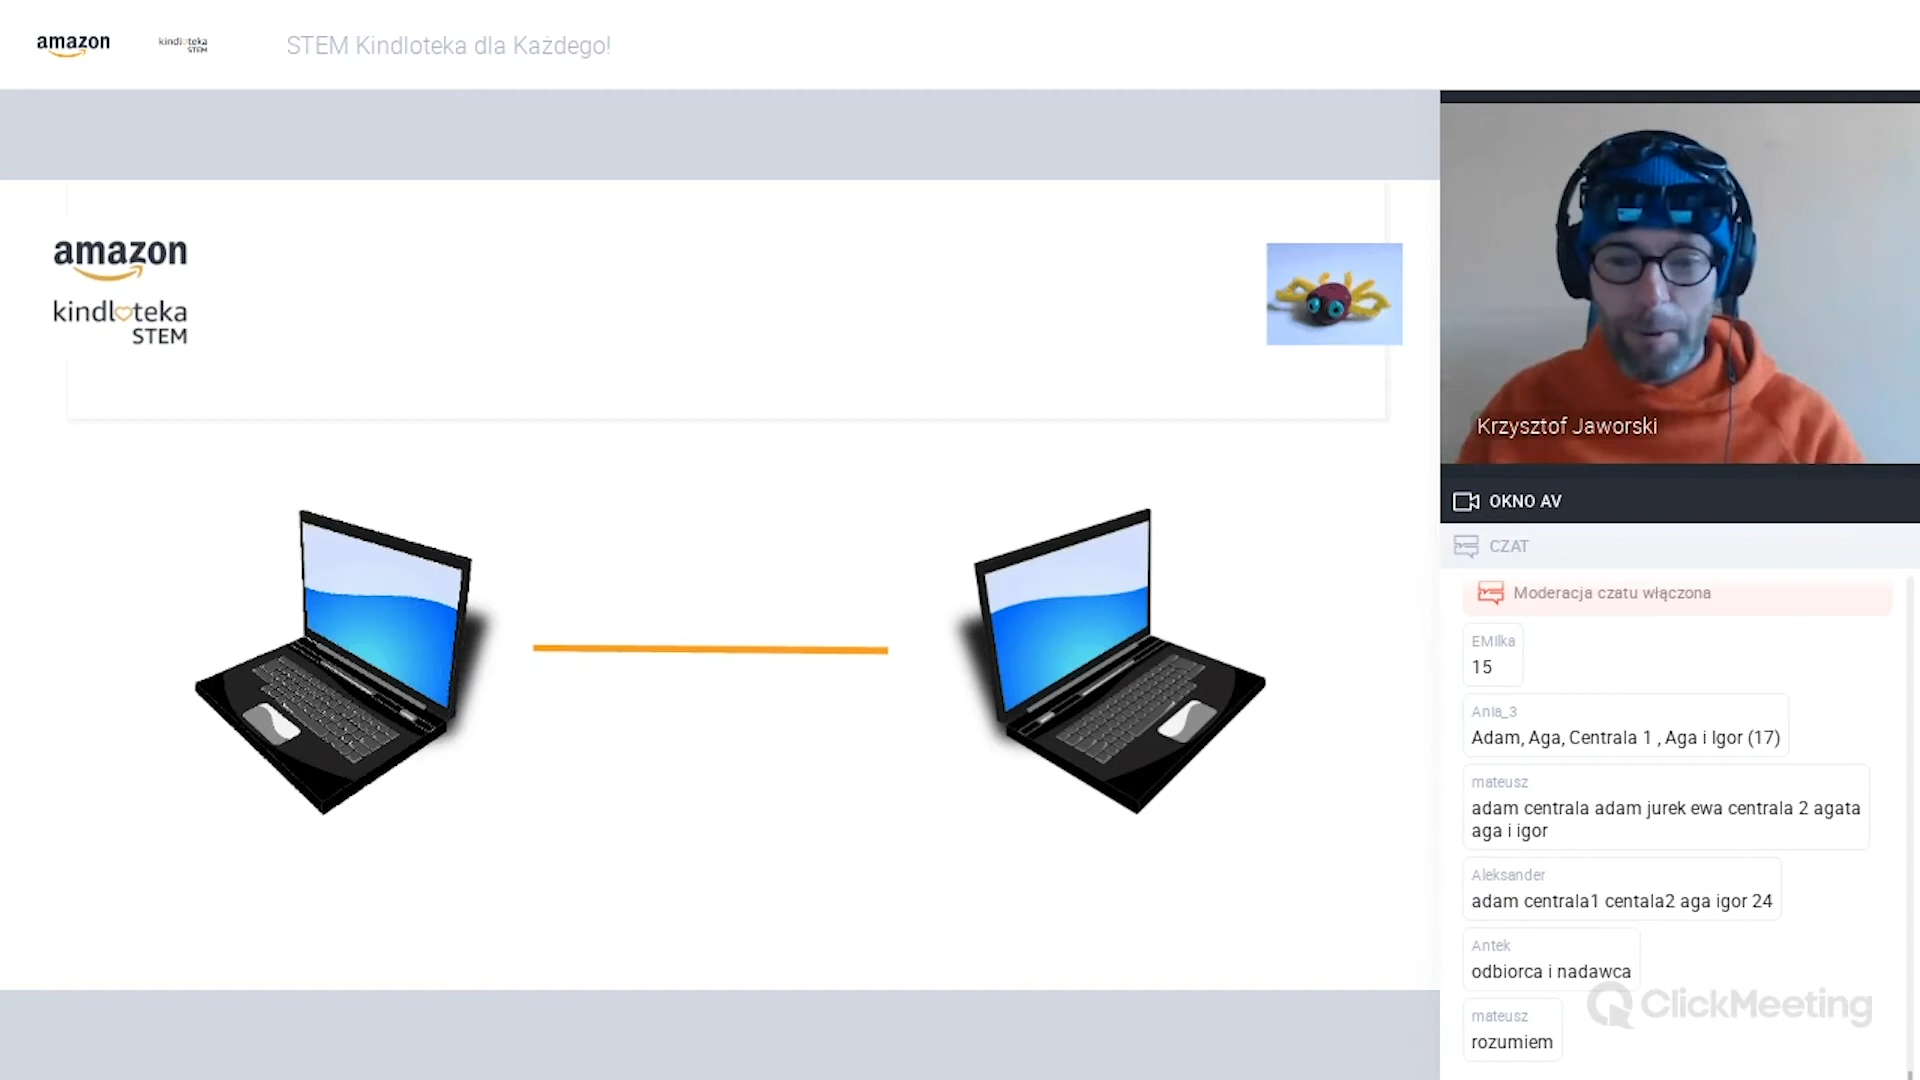 amazon
kindloteka
STEM
STEM Kindloteka dla Każdego!
amazon
kindloteka
STEM
Krzysztof Jaworski
OKNO AV
CZAT
Moderacja czatu włączona
EMilka
15
Ania_3
Adam, Aga, Centrala 1 , Aga i Igor (17)
mateusz
adam centrala adam jurek ewa centrala 2 agata
aga i igor
Aleksander
adam centrala1 centala2 aga igor 24
Antek
odbiorca i nadawca
mateusz
rozumiem
ClickMeeting